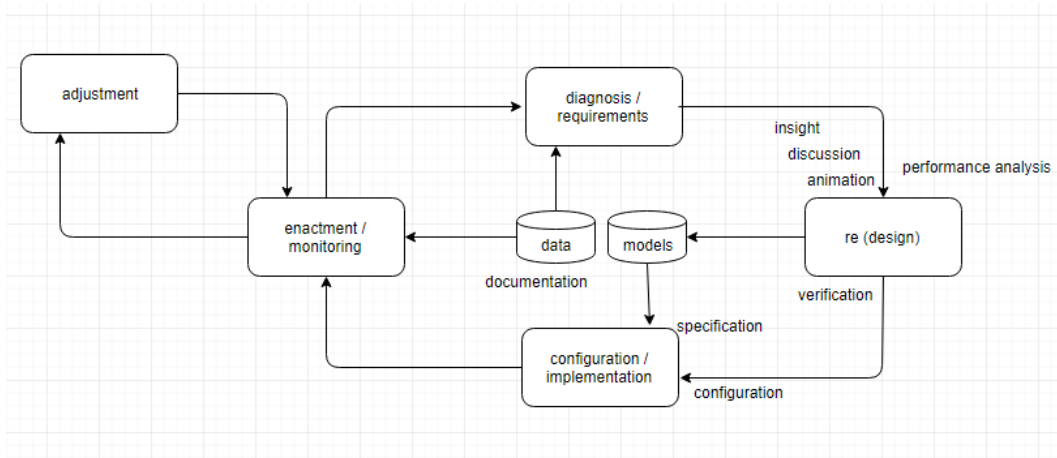 adjustment
diagnosis /
requirements
insight
discussion
animation
performance analysis
enactment /
monitoring
data
models
re (design)
documentation
verification
specification
configuration /
implementation
configuration